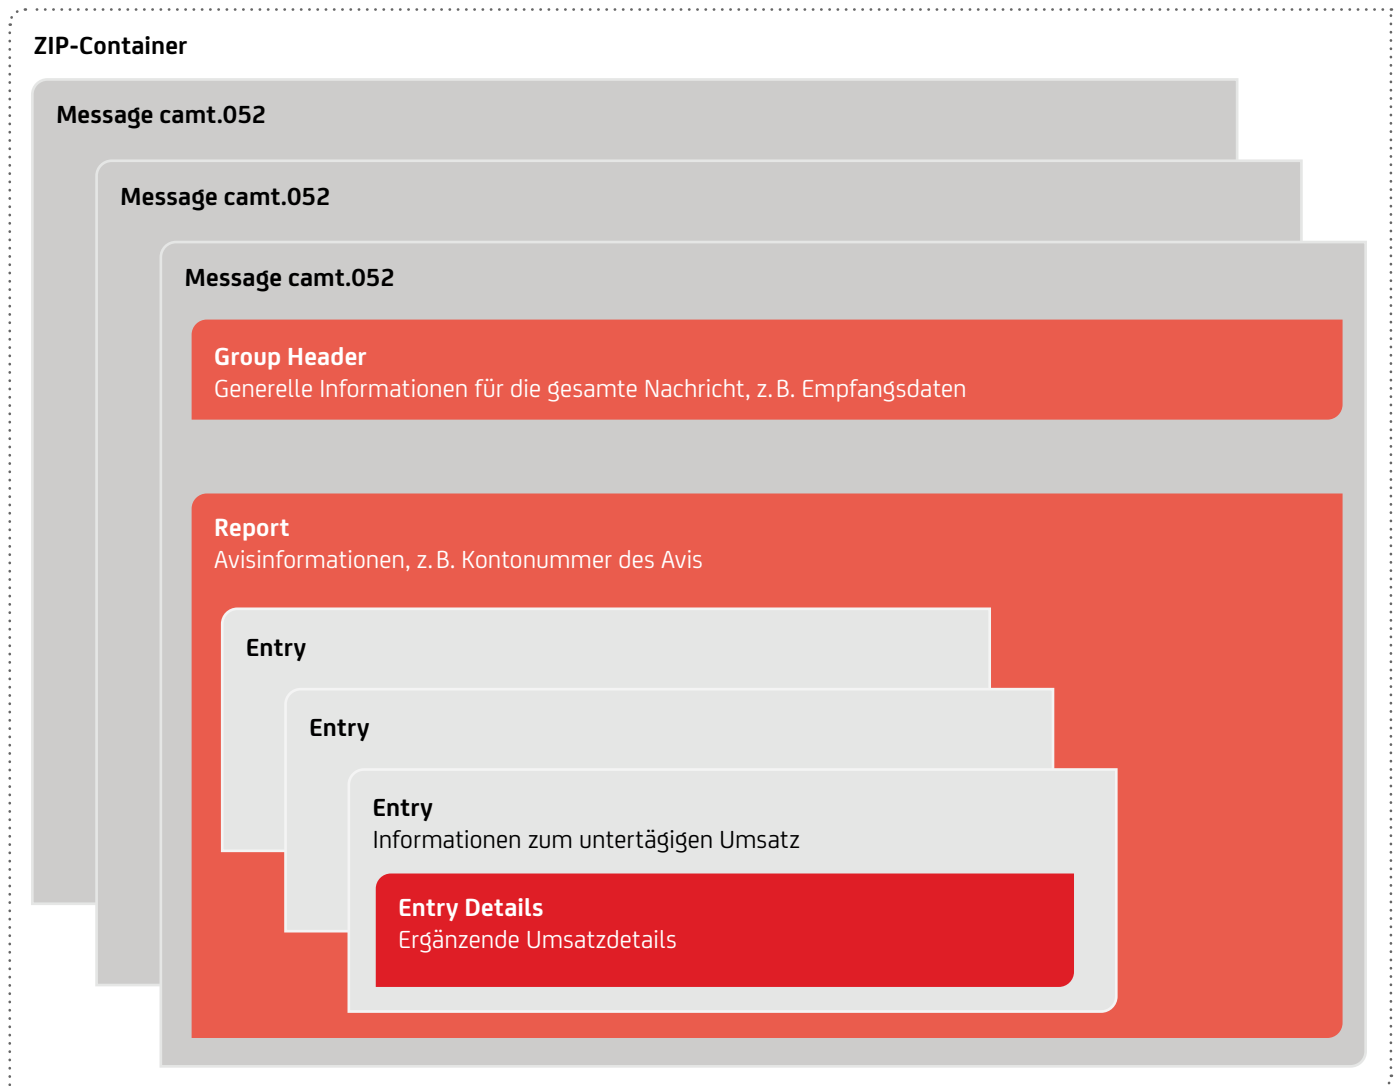 ZIP-Container
Message camt.052
Message camt.052
Message camt.052
Group Header
Generelle Informationen für die gesamte Nachricht, z. B. Empfangsdaten
Report
Avisinformationen, z. B. Kontonummer des Avis
Entry
Entry
Entry
Informationen zum untertägigen Umsatz
Entry Details
Ergänzende Umsatzdetails